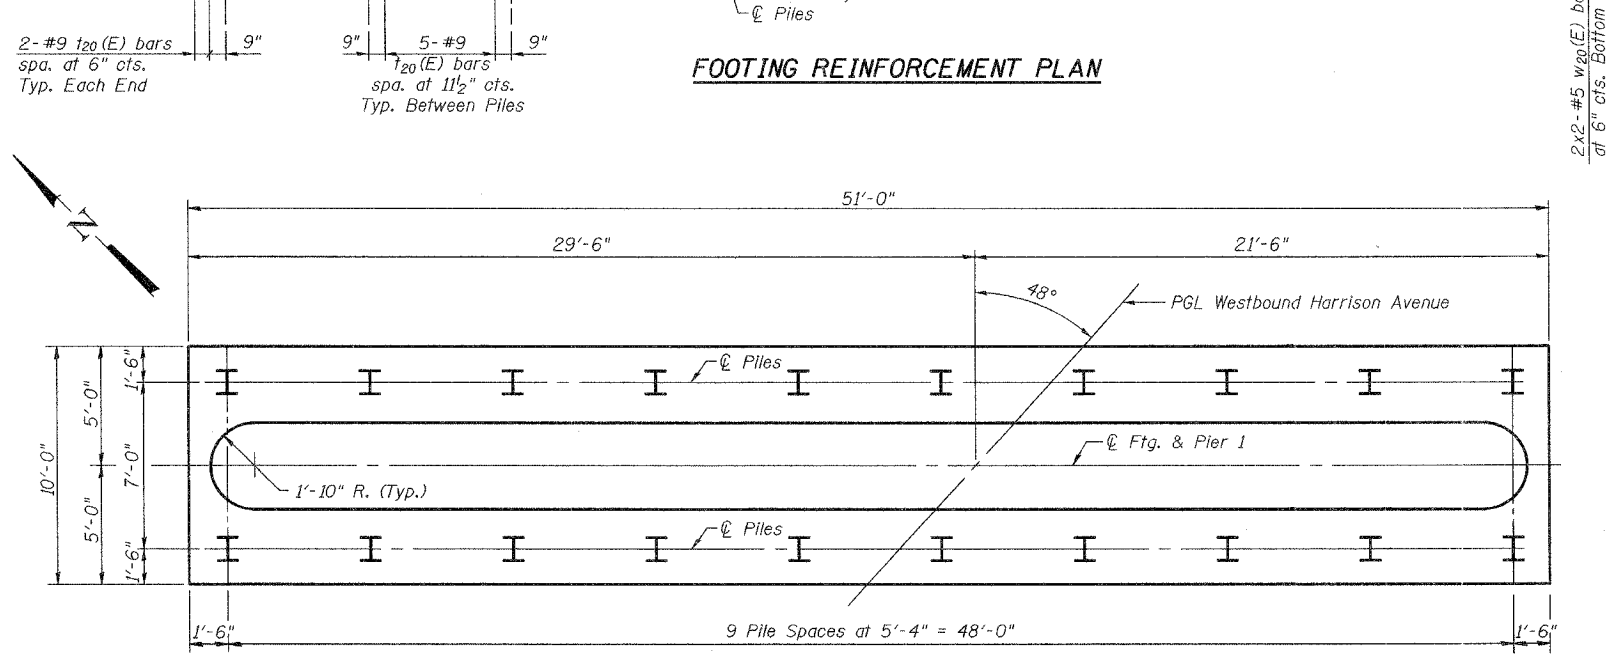 ℄ Piles
2-#9 t20(E) bars
spa. at 6" cts.
Typ. Each End
9"
9"
5-#9
t20(E) bars
spa. at 11½" cts.
Typ. Between Piles
9"
FOOTING REINFORCEMENT PLAN
2x2-#5 w20(E) ba
at 6" cts. Bottom
N
51'-0"
29'-6"
21'-6"
48°
PGL Westbound Harrison Avenue
℄ Piles
10'-0"
5'-0"
5'-0"
1'-6"
7'-0"
1'-6"
℄ Ftg. & Pier 1
1'-10" R. (Typ.)
℄ Piles
1'-6"
9 Pile Spaces at 5'-4" = 48'-0"
1'-6"